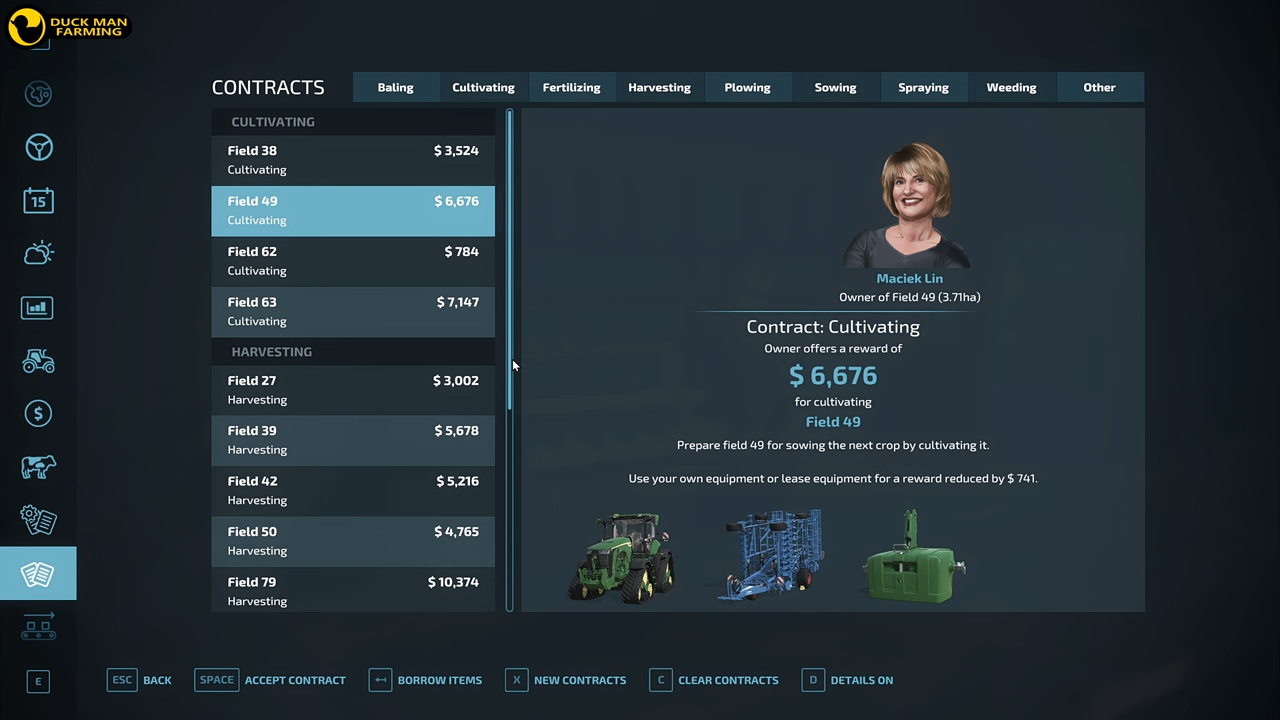 DUCK MAN
FARMING
CONTRACTS
Baling
Cultivating
Fertilizing
Harvesting
Plowing
Sowing
Spraying
Weeding
Other
CULTIVATING
Field 38 $ 3,524
Cultivating
Field 49 $ 6,676
Cultivating
Field 62 $ 784
Cultivating
Field 63 $ 7,147
Cultivating
HARVESTING
Field 27 $ 3,002
Harvesting
Field 39 $ 5,678
Harvesting
Field 42 $ 5,216
Harvesting
Field 50 $ 4,765
Harvesting
Field 79 $ 10,374
Harvesting
Maciek Lin
Owner of Field 49 (3.71ha)
Contract: Cultivating
Owner offers a reward of
$ 6,676
for cultivating
Field 49
Prepare field 49 for sowing the next crop by cultivating it.
Use your own equipment or lease equipment for a reward reduced by $ 741.
15
$
E
ESC BACK
SPACE ACCEPT CONTRACT
BORROW ITEMS
X NEW CONTRACTS
C CLEAR CONTRACTS
D DETAILS ON